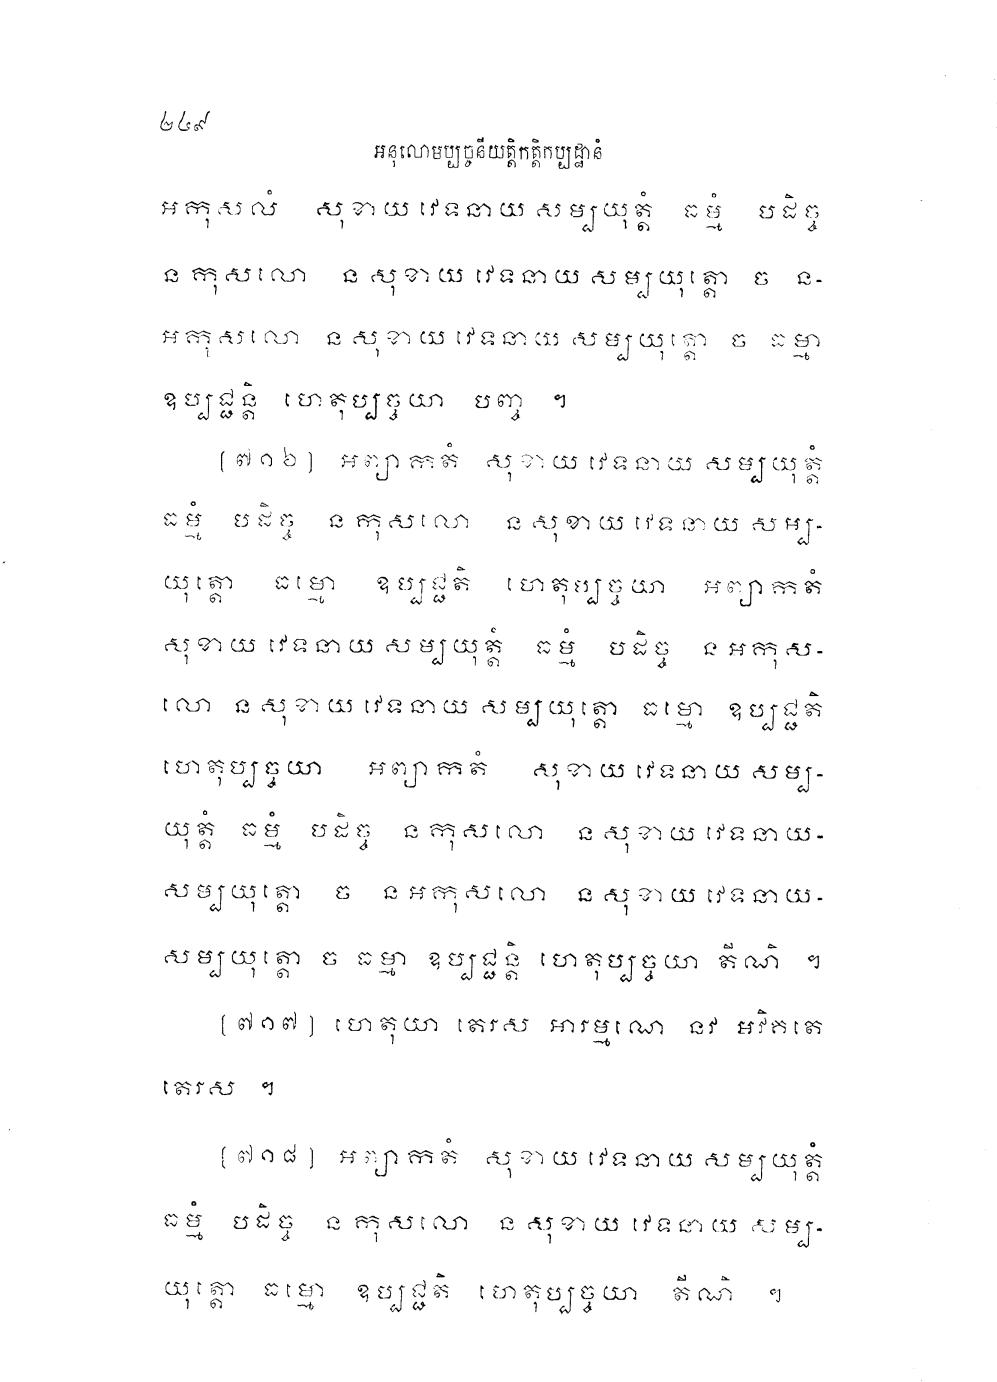 ២៤៩
អនុលោមប្បច្ចនីយត្តិកត្តិកប្បដ្ឋានំ
អកុសលំ សុខាយ វេទនាយ សម្បយុត្តំ ធម្មំ បដិច្ច
ន កុសលោ ន សុខាយ វេទនាយ សម្បយុត្តោ ច ន-
អកុសលោ ន សុខាយ វេទនាយ សម្បយុត្តោ ច ធម្មា
ឧប្បជ្ជន្តិ ហេតុប្បច្ចយា បញ្ច ។
[៧១៦] អព្យាកតំ សុខាយ វេទនាយ សម្បយុត្តំ
ធម្មំ បដិច្ច ន កុសលោ ន សុខាយ វេទនាយ សម្ប-
យុត្តោ ធម្មោ ឧប្បជ្ជតិ ហេតុប្បច្ចយា អព្យាកតំ
សុខាយ វេទនាយ សម្បយុត្តំ ធម្មំ បដិច្ច ន អកុស-
លោ ន សុខាយ វេទនាយ សម្បយុត្តោ ធម្មោ ឧប្បជ្ជតិ
ហេតុប្បច្ចយា អព្យាកតំ សុខាយ វេទនាយ សម្ប-
យុត្តំ ធម្មំ បដិច្ច ន កុសលោ ន សុខាយ វេទនាយ-
សម្បយុត្តោ ច ន អកុសលោ ន សុខាយ វេទនាយ-
សម្បយុត្តោ ច ធម្មា ឧប្បជ្ជន្តិ ហេតុប្បច្ចយា តីណិ ។
[៧១៧] ហេតុយា តេរស អារម្មណេ នវ អវិគតេ
តេរស ។
[៧១៨] អព្យាកតំ សុខាយ វេទនាយ សម្បយុត្តំ
ធម្មំ បដិច្ច ន កុសលោ ន សុខាយ វេទនាយ សម្ប-
យុត្តោ ធម្មោ ឧប្បជ្ជតិ ហេតុប្បច្ចយា តីណិ ។